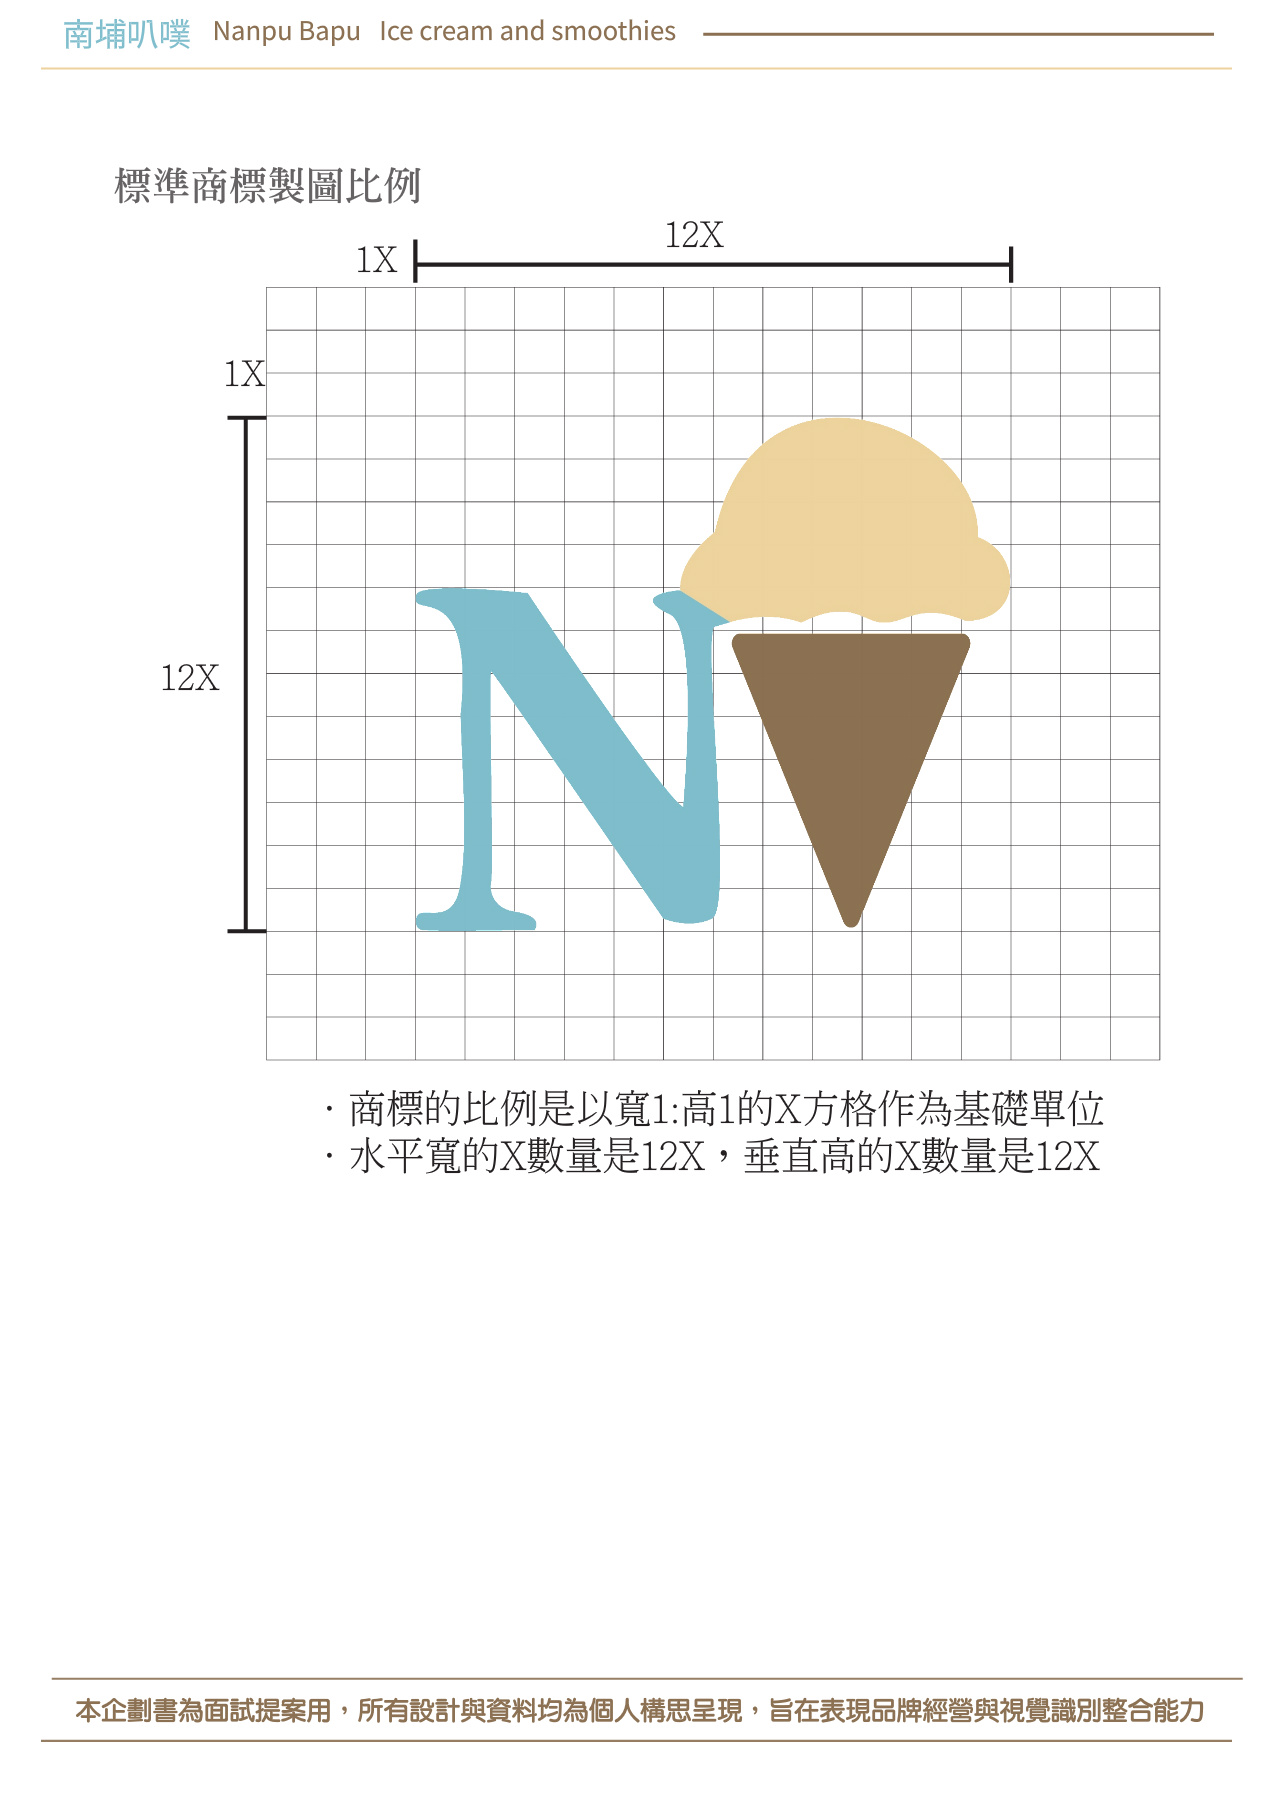 南埔叭噗 Nanpu Bapu Ice cream and smoothies
標準商標製圖比例
12X
1X
1X
N
12X
· 商標的比例是以寬1:高1的X方格作為基礎單位
· 水平寬的X數量是12X，垂直高的X數量是12X
本企劃書為面試提案用，所有設計與資料均為個人構思呈現，旨在表現品牌經營與視覺識別整合能力